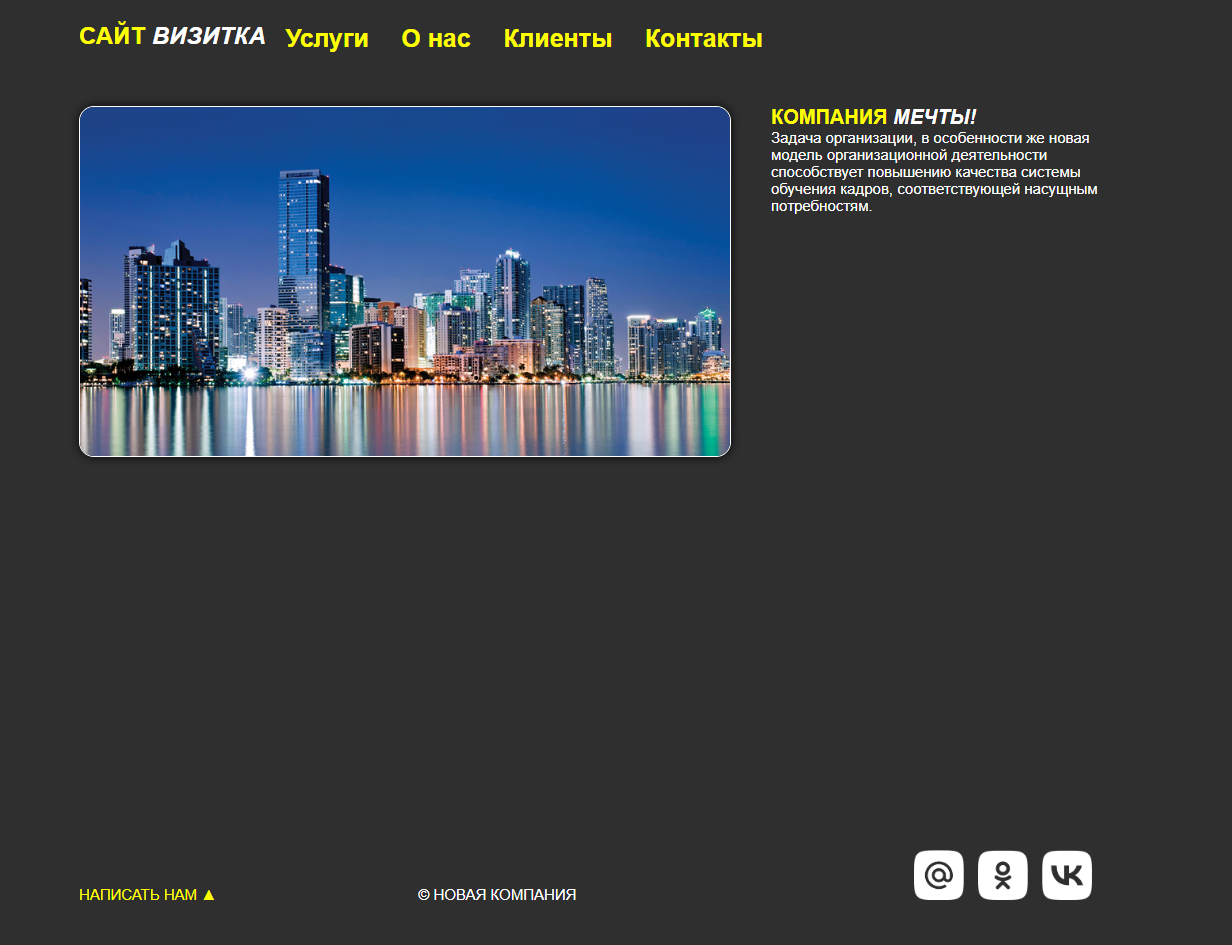 САЙТ ВИЗИТКА Услуги О нас Клиенты Контакты
КОМПАНИЯ МЕЧТЫ!
Задача организации, в особенности же новая
модель организационной деятельности
способствует повышению качества системы
обучения кадров, соответствующей насущным
потребностям.
НАПИСАТЬ НАМ ▲ © НОВАЯ КОМПАНИЯ